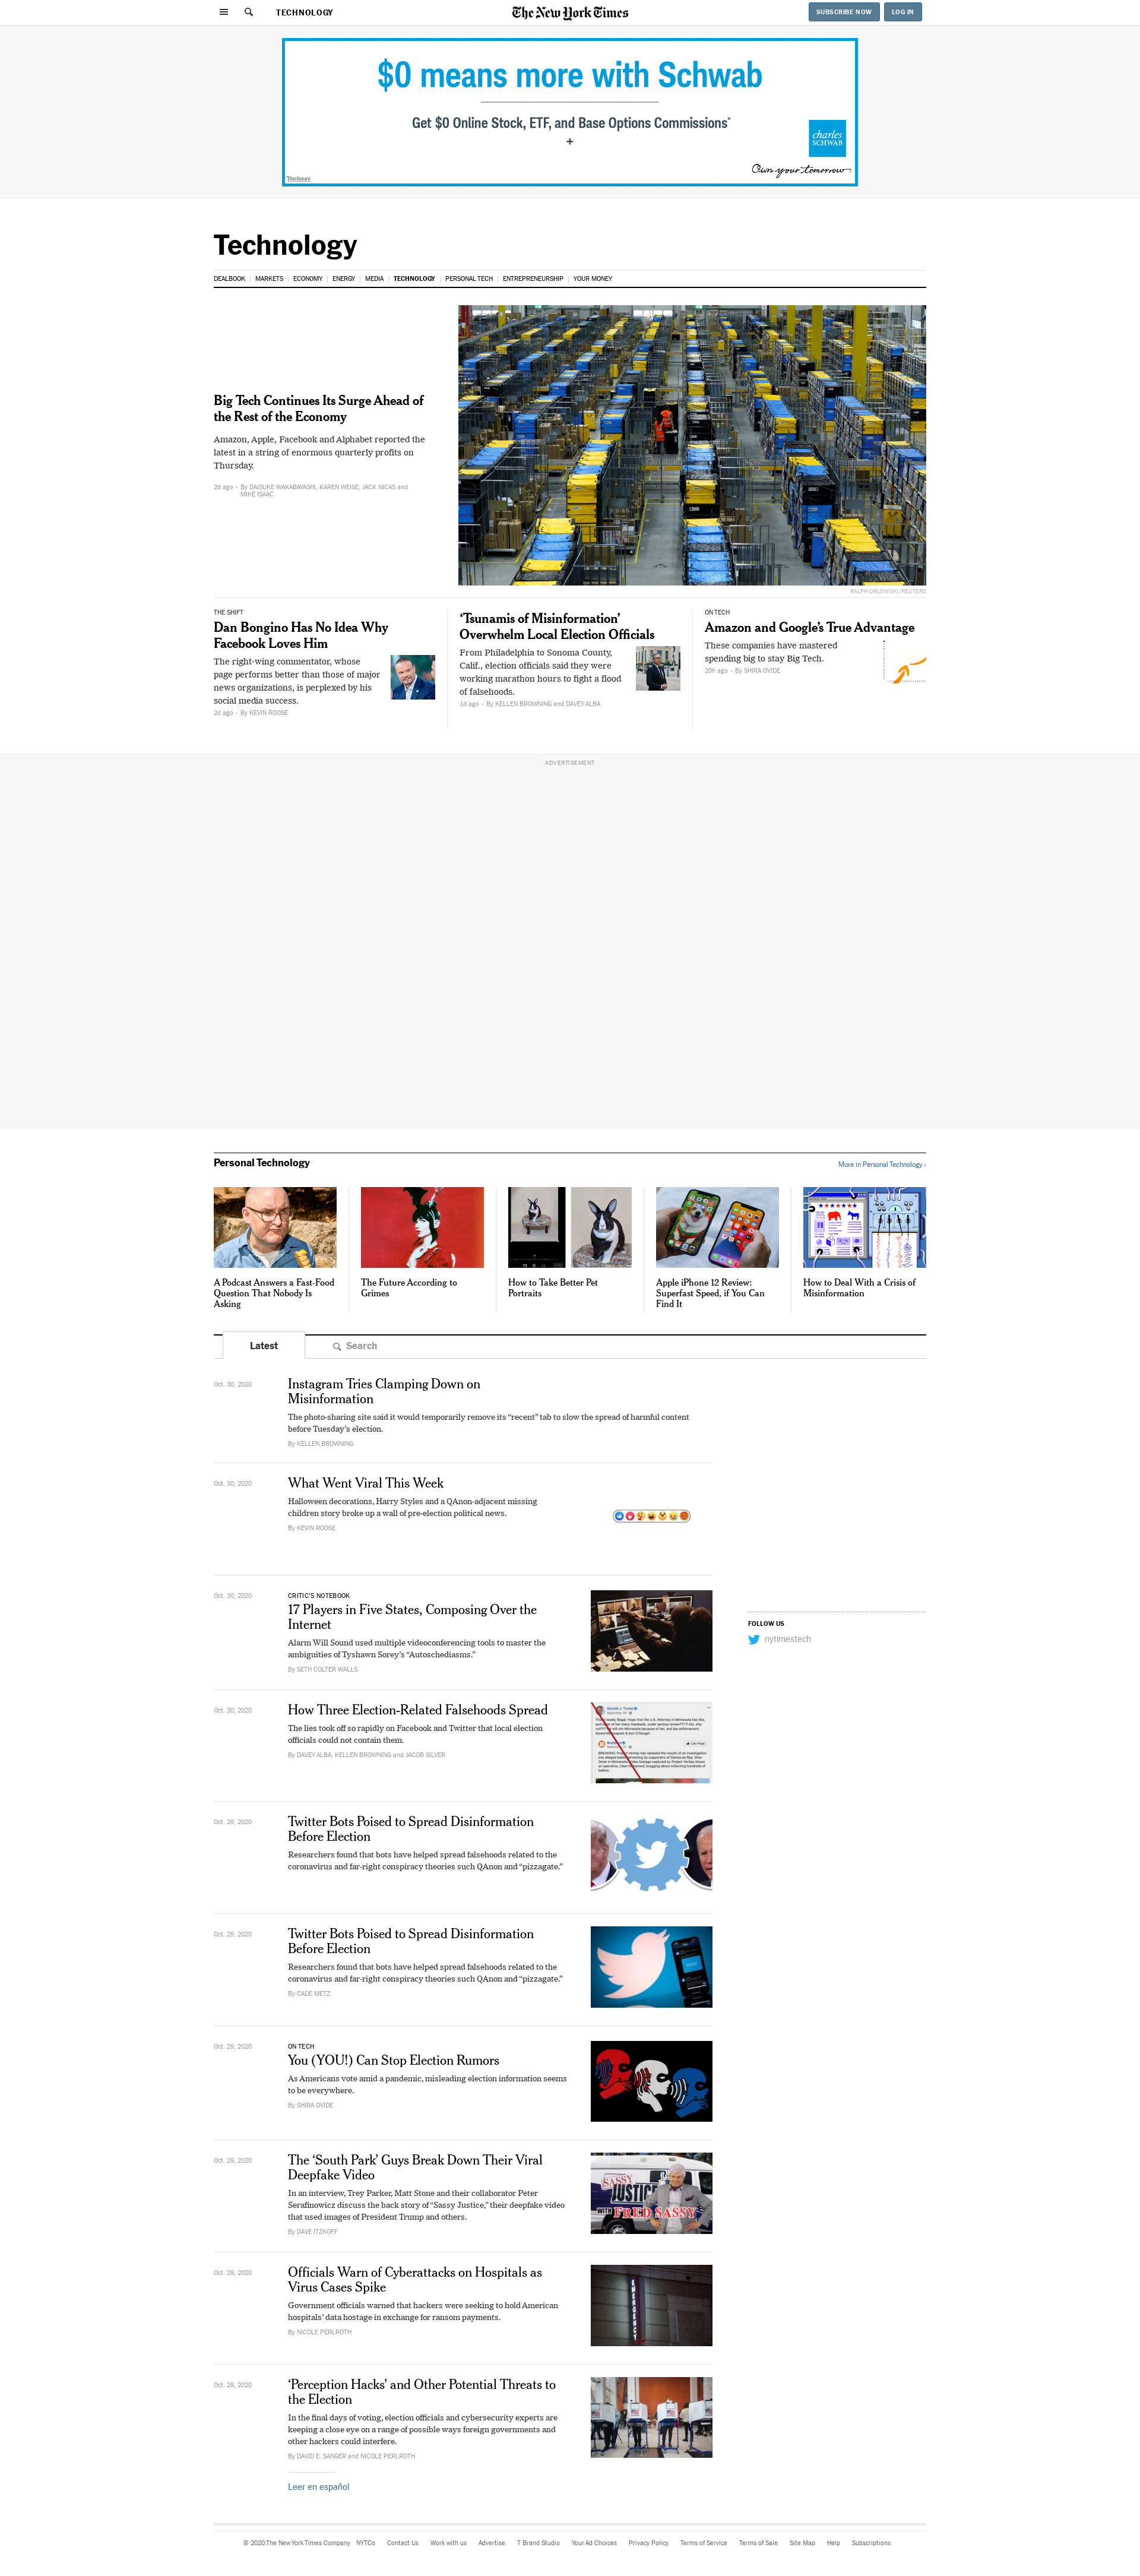 TECHNOLOGY
The New York Times
SUBSCRIBE NOW
LOG IN
$0 means more with Schwab
Get $0 Online Stock, ETF, and Base Options Commissions*
+
charles
SCHWAB
Own your tomorrow
*Disclosure
Technology
DEALBOOK MARKETS ECONOMY ENERGY MEDIA TECHNOLOGY PERSONAL TECH ENTREPRENEURSHIP YOUR MONEY
Big Tech Continues Its Surge Ahead of
the Rest of the Economy
Amazon, Apple, Facebook and Alphabet reported the
latest in a string of enormous quarterly profits on
Thursday.
2d ago - By DAISUKE WAKABAYASHI, KAREN WEISE, JACK NICAS and
MIKE ISAAC
RALPH ORLOWSKI/REUTERS
THE SHIFT
Dan Bongino Has No Idea Why
Facebook Loves Him
The right-wing commentator, whose
page performs better than those of major
news organizations, is perplexed by his
social media success.
2d ago - By KEVIN ROOSE
‘Tsunamis of Misinformation’
Overwhelm Local Election Officials
From Philadelphia to Sonoma County,
Calif., election officials said they were
working marathon hours to fight a flood
of falsehoods.
1d ago - By KELLEN BROWNING and DAVEY ALBA
ON TECH
Amazon and Google’s True Advantage
These companies have mastered
spending big to stay Big Tech.
20h ago - By SHIRA OVIDE
ADVERTISEMENT
Personal Technology
More in Personal Technology ›
A Podcast Answers a Fast-Food
Question That Nobody Is
Asking
The Future According to
Grimes
How to Take Better Pet
Portraits
Apple iPhone 12 Review:
Superfast Speed, if You Can
Find It
How to Deal With a Crisis of
Misinformation
Latest
Search
Oct. 30, 2020
Instagram Tries Clamping Down on
Misinformation
The photo-sharing site said it would temporarily remove its “recent” tab to slow the spread of harmful content
before Tuesday’s election.
By KELLEN BROWNING
Oct. 30, 2020
What Went Viral This Week
Halloween decorations, Harry Styles and a QAnon-adjacent missing
children story broke up a wall of pre-election political news.
By KEVIN ROOSE
Oct. 30, 2020
CRITIC’S NOTEBOOK
17 Players in Five States, Composing Over the
Internet
Alarm Will Sound used multiple videoconferencing tools to master the
ambiguities of Tyshawn Sorey’s “Autoschediasms.”
By SETH COLTER WALLS
FOLLOW US
nytimestech
Oct. 30, 2020
How Three Election-Related Falsehoods Spread
The lies took off so rapidly on Facebook and Twitter that local election
officials could not contain them.
By DAVEY ALBA, KELLEN BROWNING and JACOB SILVER
Oct. 29, 2020
Twitter Bots Poised to Spread Disinformation
Before Election
Researchers found that bots have helped spread falsehoods related to the
coronavirus and far-right conspiracy theories such QAnon and “pizzagate.”
Oct. 29, 2020
Twitter Bots Poised to Spread Disinformation
Before Election
Researchers found that bots have helped spread falsehoods related to the
coronavirus and far-right conspiracy theories such QAnon and “pizzagate.”
By CADE METZ
Oct. 29, 2020
ON TECH
You (YOU!) Can Stop Election Rumors
As Americans vote amid a pandemic, misleading election information seems
to be everywhere.
By SHIRA OVIDE
Oct. 29, 2020
The ‘South Park’ Guys Break Down Their Viral
Deepfake Video
In an interview, Trey Parker, Matt Stone and their collaborator Peter
Serafinowicz discuss the back story of “Sassy Justice,” their deepfake video
that used images of President Trump and others.
By DAVE ITZKOFF
SASSY
JUSTICE
WITH FRED SASSY
Oct. 28, 2020
Officials Warn of Cyberattacks on Hospitals as
Virus Cases Spike
Government officials warned that hackers were seeking to hold American
hospitals’ data hostage in exchange for ransom payments.
By NICOLE PERLROTH
EMERGENCY
Oct. 28, 2020
‘Perception Hacks’ and Other Potential Threats to
the Election
In the final days of voting, election officials and cybersecurity experts are
keeping a close eye on a range of possible ways foreign governments and
other hackers could interfere.
By DAVID E. SANGER and NICOLE PERLROTH
Leer en español
© 2020 The New York Times Company NYTCo Contact Us Work with us Advertise T Brand Studio Your Ad Choices Privacy Policy Terms of Service Terms of Sale Site Map Help Subscriptions